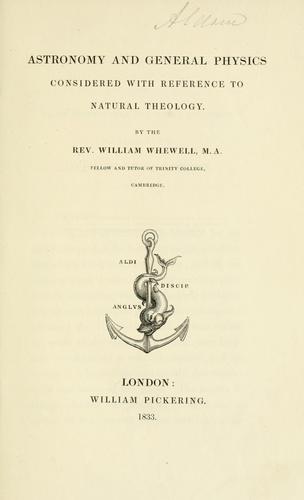 ASTRONOMY AND GENERAL PHYSICS
CONSIDERED WITH REFERENCE TO
NATURAL THEOLOGY.
BY THE
REV. WILLIAM WHEWELL, M.A.
FELLOW AND TUTOR OF TRINITY COLLEGE,
CAMBRIDGE.
ALDI
DISCIP.
ANGLVS
LONDON:
WILLIAM PICKERING.
1833.